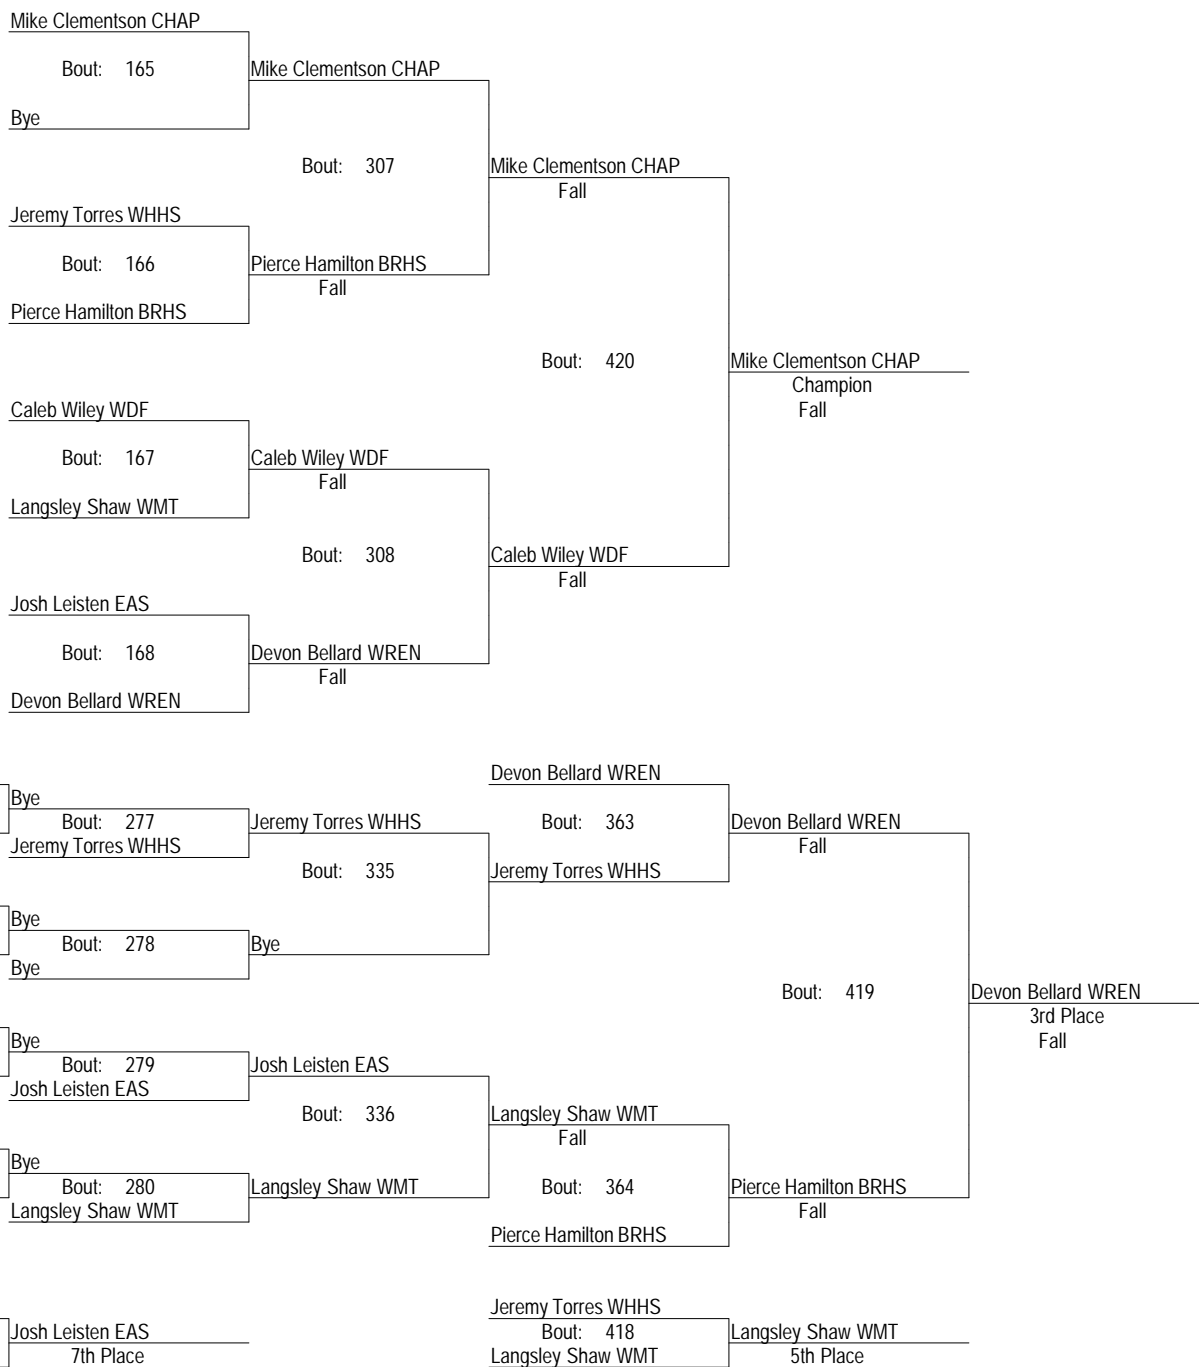 Mike Clementson CHAP
Bout: 165 Mike Clementson CHAP
Bye
Bout: 307 Mike Clementson CHAP
Fall
Jeremy Torres WHHS
Bout: 166 Pierce Hamilton BRHS
Fall
Pierce Hamilton BRHS
Bout: 420 Mike Clementson CHAP
Champion
Caleb Wiley WDF Fall
Bout: 167 Caleb Wiley WDF
Fall
Langsley Shaw WMT
Bout: 308 Caleb Wiley WDF
Fall
Josh Leisten EAS
Bout: 168 Devon Bellard WREN
Fall
Devon Bellard WREN
Devon Bellard WREN
Bye
Bout: 277 Jeremy Torres WHHS Bout: 363 Devon Bellard WREN
Jeremy Torres WHHS Fall
Bout: 335 Jeremy Torres WHHS
Bye
Bout: 278 Bye
Bye
Bout: 419 Devon Bellard WREN
3rd Place
Bye Fall
Bout: 279 Josh Leisten EAS
Josh Leisten EAS
Bout: 336 Langsley Shaw WMT
Fall
Bye
Bout: 280 Langsley Shaw WMT Bout: 364 Pierce Hamilton BRHS
Langsley Shaw WMT Fall
Pierce Hamilton BRHS
Jeremy Torres WHHS
Josh Leisten EAS Bout: 418 Langsley Shaw WMT
7th Place Langsley Shaw WMT 5th Place